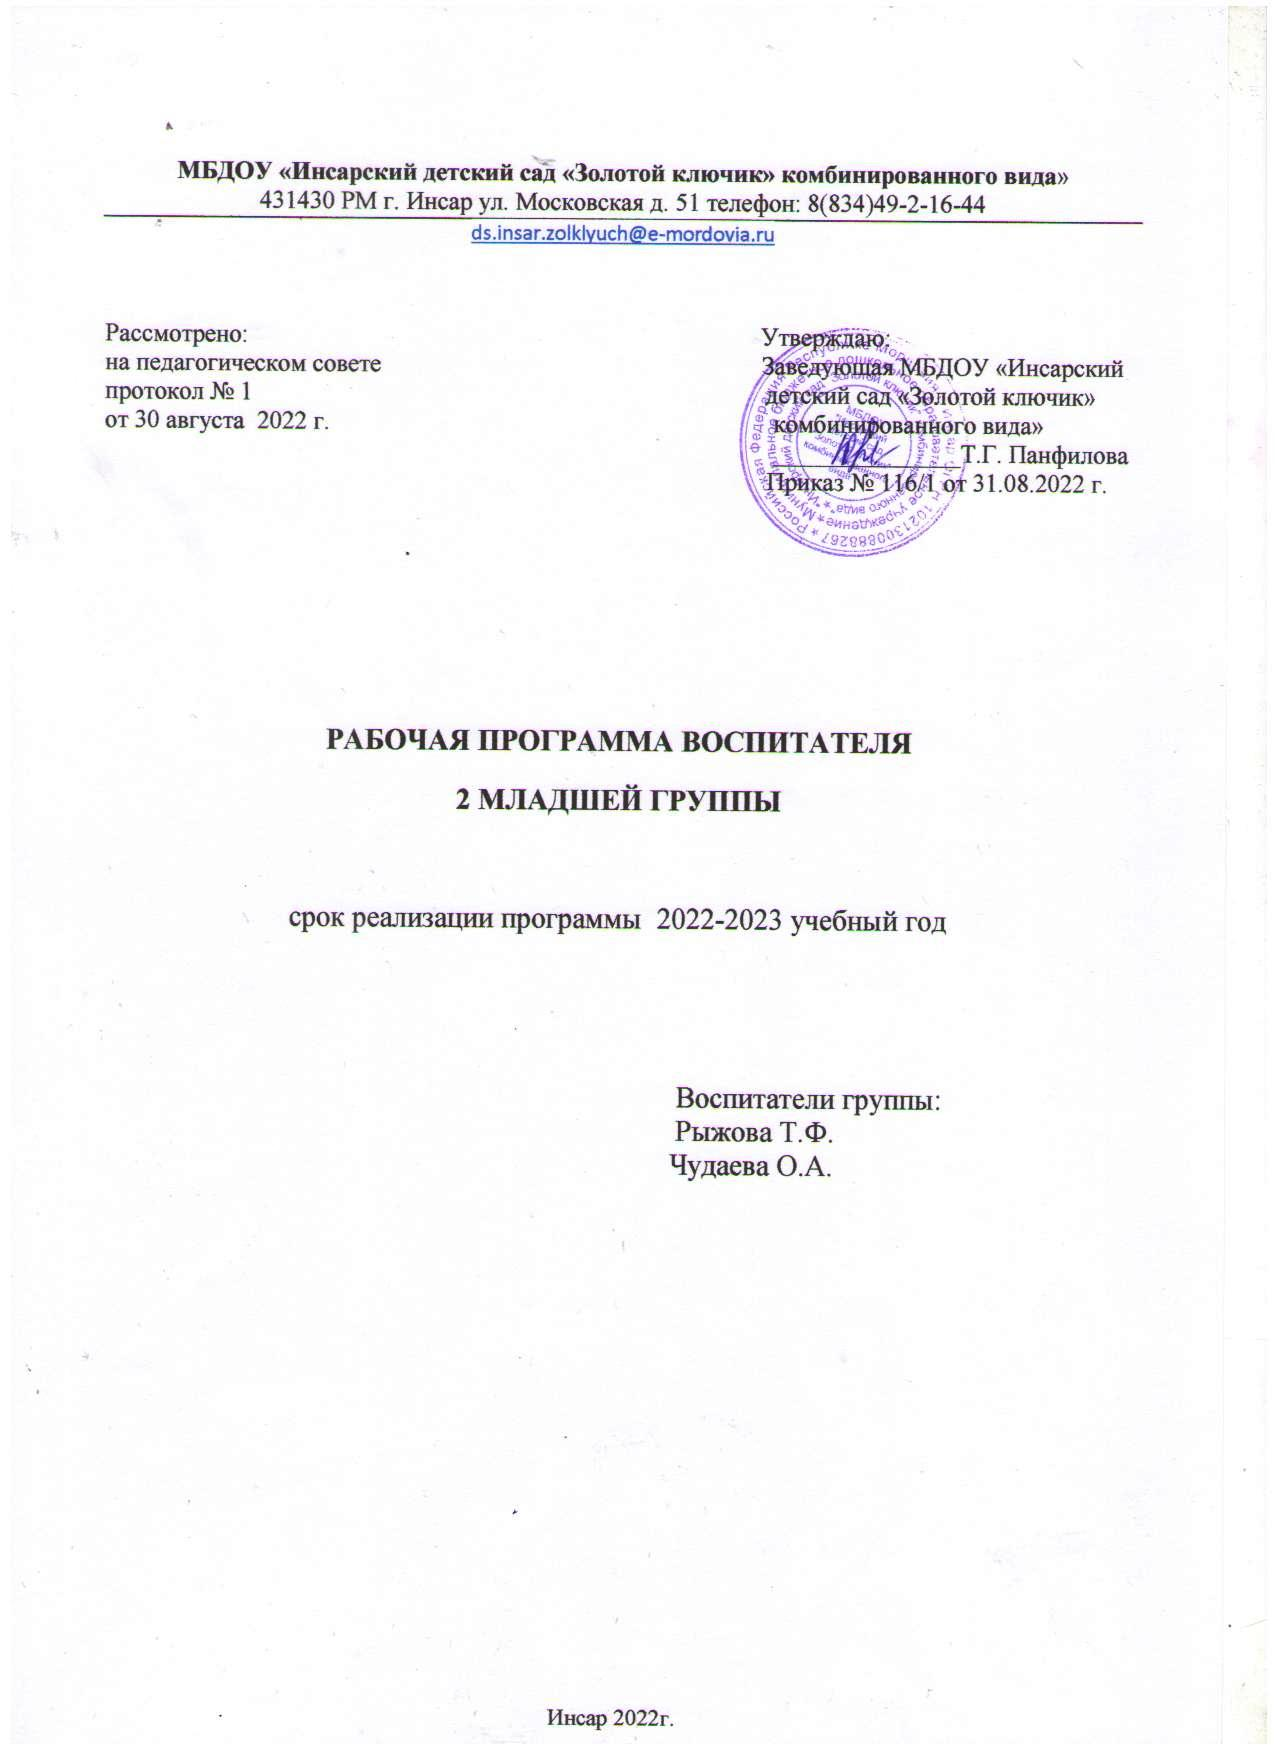 МБДОУ «Инсарский детский сад «Золотой ключик» комбинированного вида»
431430 РМ г. Инсар ул. Московская д. 51 телефон: 8(834)49-2-16-44
ds.insar.zolklyuch@e-mordovia.ru
Рассмотрено:
на педагогическом совете
протокол № 1
от 30 августа 2022 г.
Утверждаю:
Заведующая МБДОУ «Инсарский
детский сад «Золотой ключик»
комбинированного вида»
Т.Г. Панфилова
Приказ № 116/1 от 31.08.2022 г.
РАБОЧАЯ ПРОГРАММА ВОСПИТАТЕЛЯ
2 МЛАДШЕЙ ГРУППЫ
срок реализации программы 2022-2023 учебный год
Воспитатели группы:
Рыжова Т.Ф.
Чудаева О.А.
Инсар 2022г.